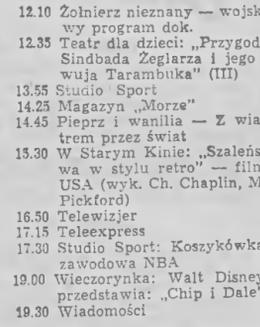 12.10 Żołnierz nieznany — wojsk
wy program dok.
12.35 Teatr dla dzieci: „Przygod
Sindbada Żeglarza i jego
wuja Tarambuka" (III)
13.55 Studio Sport
14.25 Magazyn „Morze"
14.45 Pieprz i wanilia — Z wia
trem przez świat
15.30 W Starym Kinie: „Szaleńs
wa w stylu retro" — film
USA (wyk. Ch. Chaplin, M
Pickford)
16.50 Telewizjer
17.15 Teleexpress
17.30 Studio Sport: Koszykówka
zawodowa NBA
19.00 Wieczorynka: Walt Disney
przedstawia: „Chip i Dale"
19.30 Wiadomości